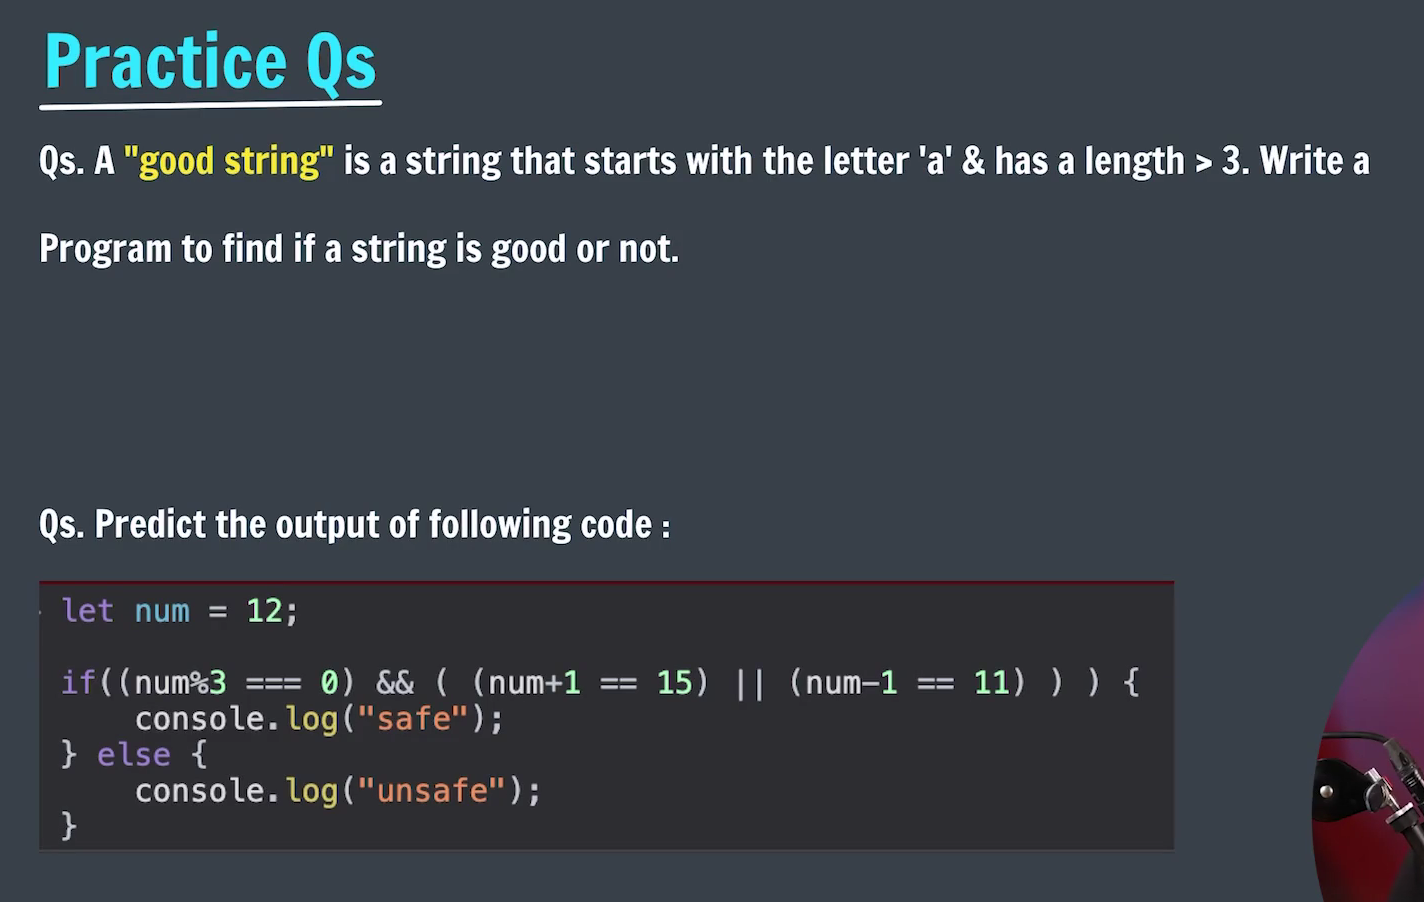 Practice Qs
Qs. A "good string" is a string that starts with the letter 'a' & has a length > 3. Write a
Program to find if a string is good or not.
Qs. Predict the output of following code :
let num = 12;
if((num%3 === 0) && ( (num+1 == 15) || (num-1 == 11) ) ) {
    console.log("safe");
} else {
    console.log("unsafe");
}